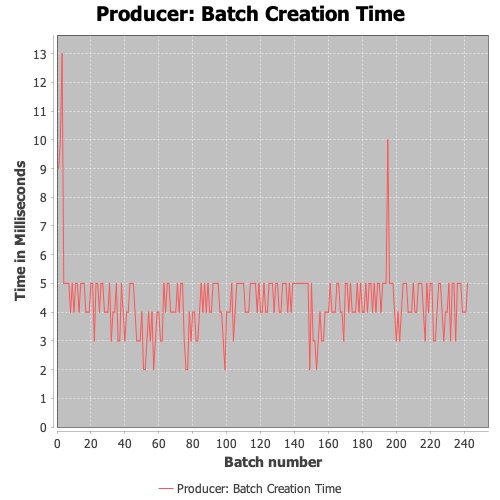 Producer: Batch Creation Time
Time in Milliseconds
13
12
11
10
9
8
7
6
5
4
3
2
1
0
0 20 40 60 80 100 120 140 160 180 200 220 240
Batch number
Producer: Batch Creation Time